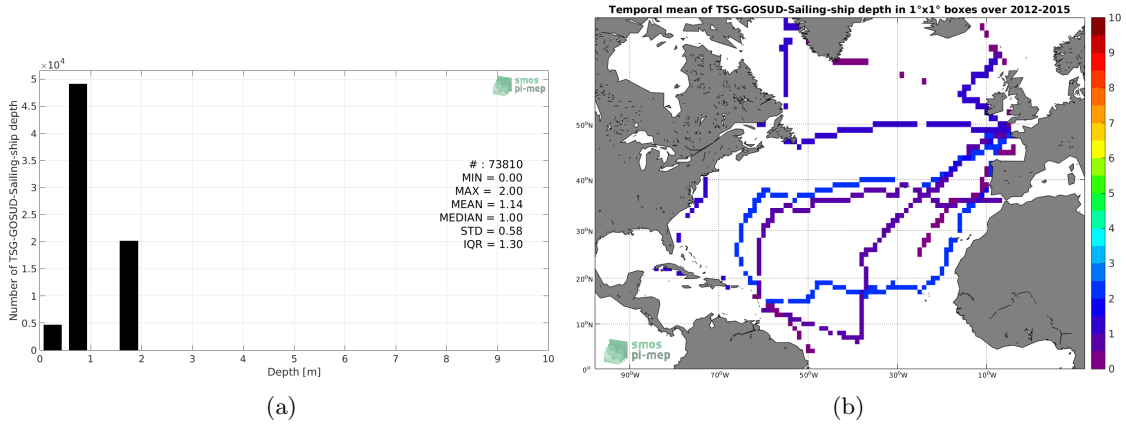 ×10⁴
5
4.5
4
3.5
3
2.5
2
1.5
1
0.5
0
Number of TSG-GOSUD-Sailing-ship depth
smos
pi-mep
# : 73810
MIN = 0.00
MAX = 2.00
MEAN = 1.14
MEDIAN = 1.00
STD = 0.58
IQR = 1.30
0 1 2 3 4 5 6 7 8 9 10
Depth [m]
(a)
Temporal mean of TSG-GOSUD-Sailing-ship depth in 1°x1° boxes over 2012-2015
50°N
40°N
30°N
20°N
10°N
0°
smos
pi-mep
90°W 70°W 50°W 30°W 10°W
10
9
8
7
6
5
4
3
2
1
0
(b)